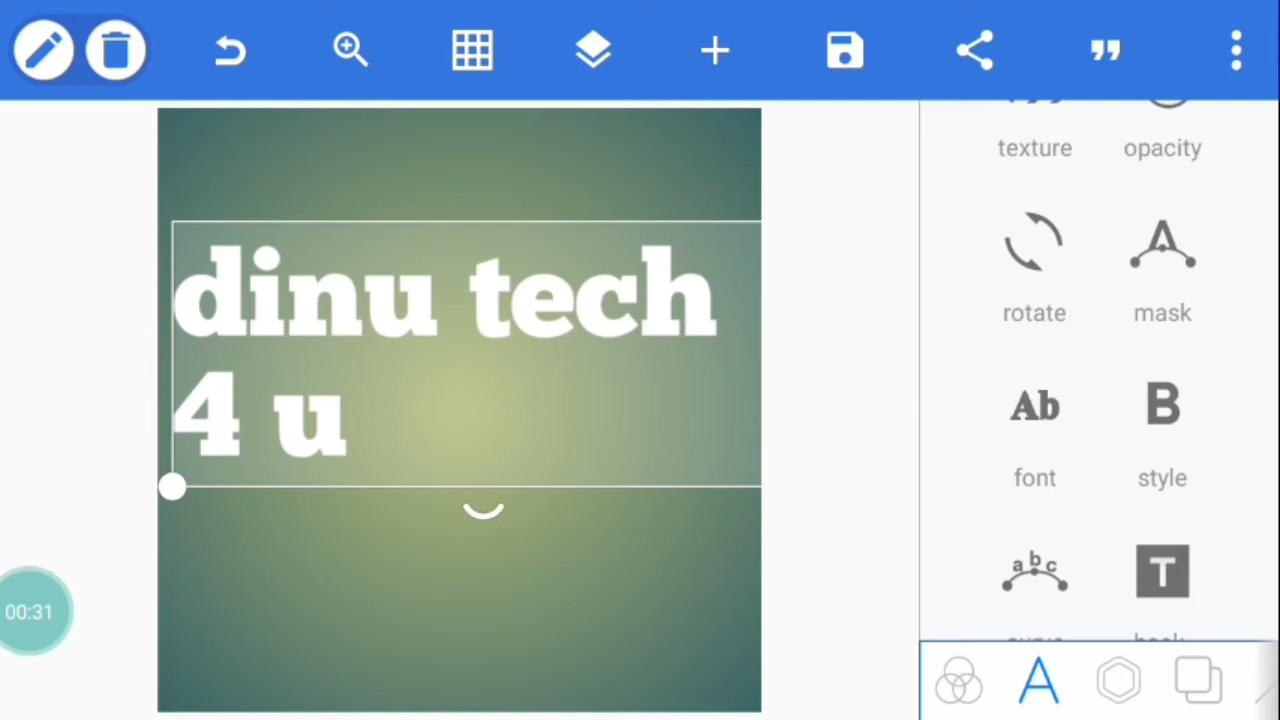 texture opacity
dinu tech
4 u
rotate mask
Ab B
font style
abc T
00:31
A